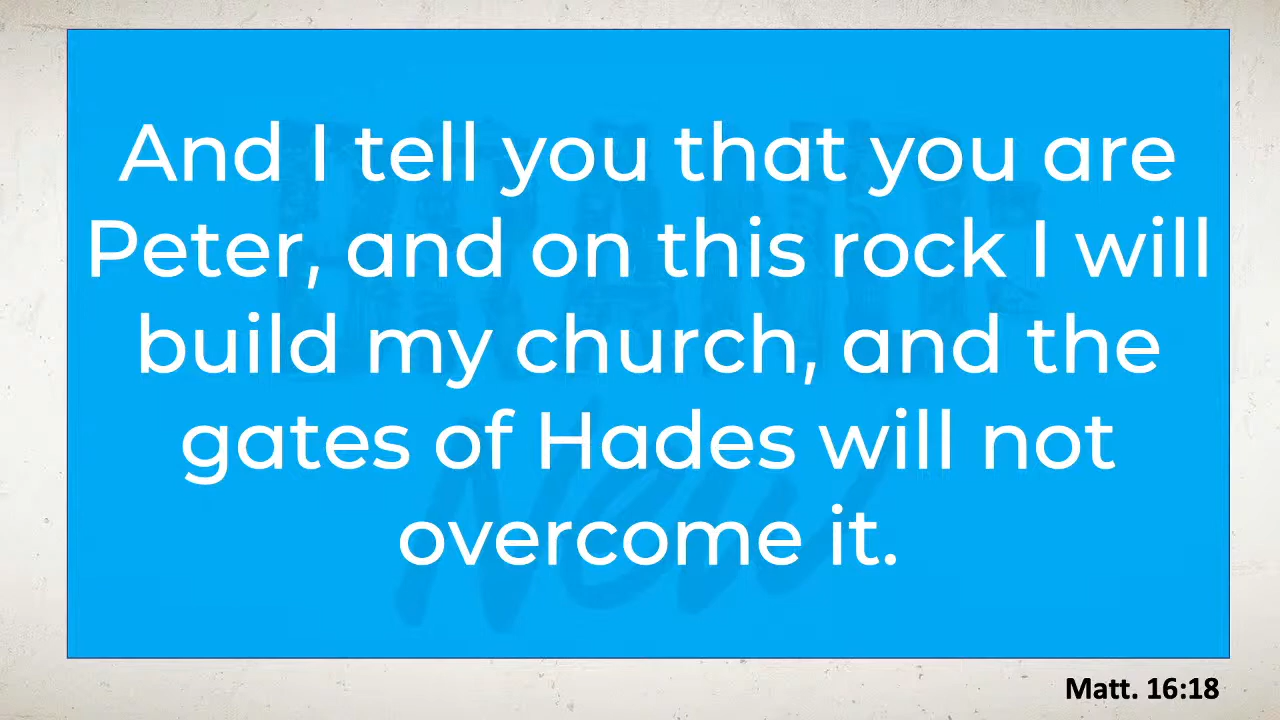 And I tell you that you are
Peter, and on this rock I will
build my church, and the
gates of Hades will not
overcome it.
Matt. 16:18